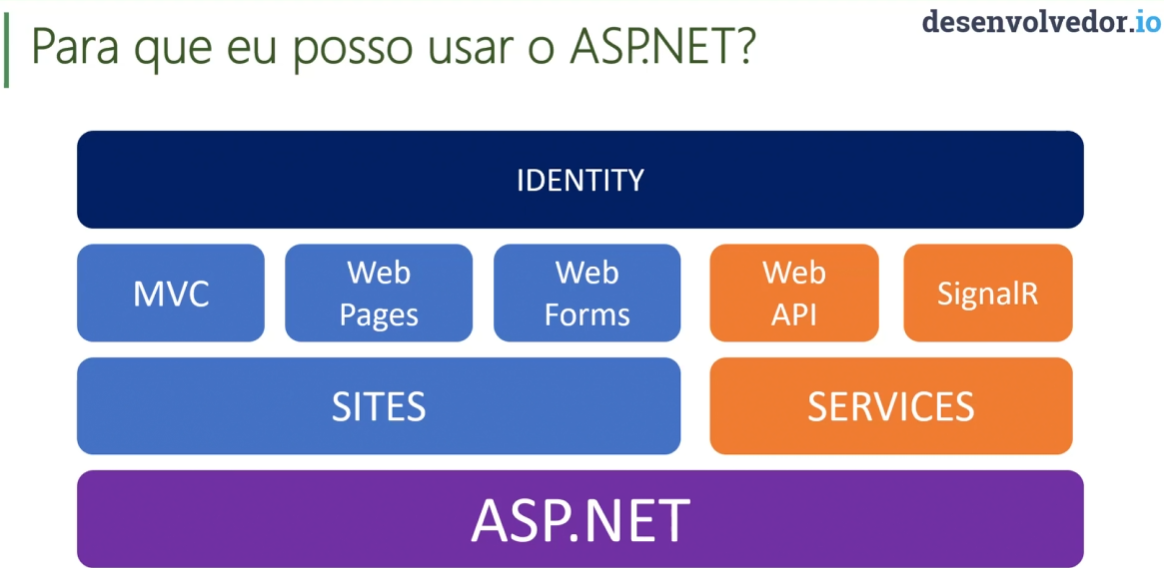 desenvolvedor.io
Para que eu posso usar o ASP.NET?
IDENTITY
MVC
Web
Pages
Web
Forms
Web
API
SignalR
SITES
SERVICES
ASP.NET